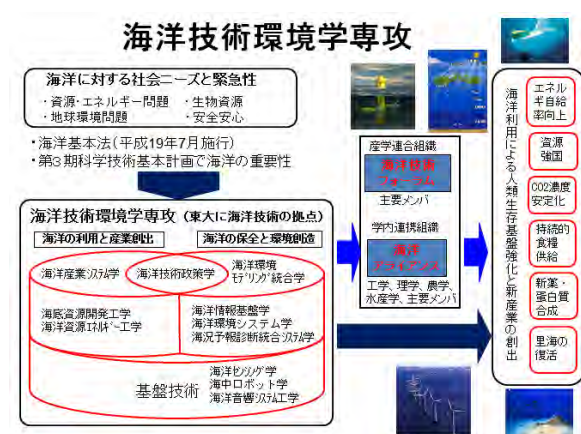 海洋技術環境学専攻
海洋に対する社会ニーズと緊急性
・資源・エネルギー問題 ・生物資源
・地球環境問題 ・安全安心
・海洋基本法(平成19年7月施行)
・第3期科学技術基本計画で海洋の重要性
海洋技術環境学専攻 (東大に海洋技術の拠点)
海洋の利用と産業創出
海洋の保全と環境創造
海洋産業システム学
海洋技術政策学
海洋環境
モデリング統合学
海底資源開発工学
海洋資源エネルギー工学
海洋情報基盤学
海洋環境システム学
海況予報診断統合システム学
基盤技術
海洋センシング学
海中ロボット学
海洋音響システム工学
産学連合組織
海洋技術
フォーラム
主要メンバ
学内連携組織
海洋
アライアンス
工学、理学、農学、
水産学、主要メンバ
海洋利用による人類生存基盤強化と新産業の創出
エネル
ギ自給
率向上
資源
強国
CO2濃度
安定化
持続的
食糧
供給
新薬・
蛋白質
合成
里海の
復活